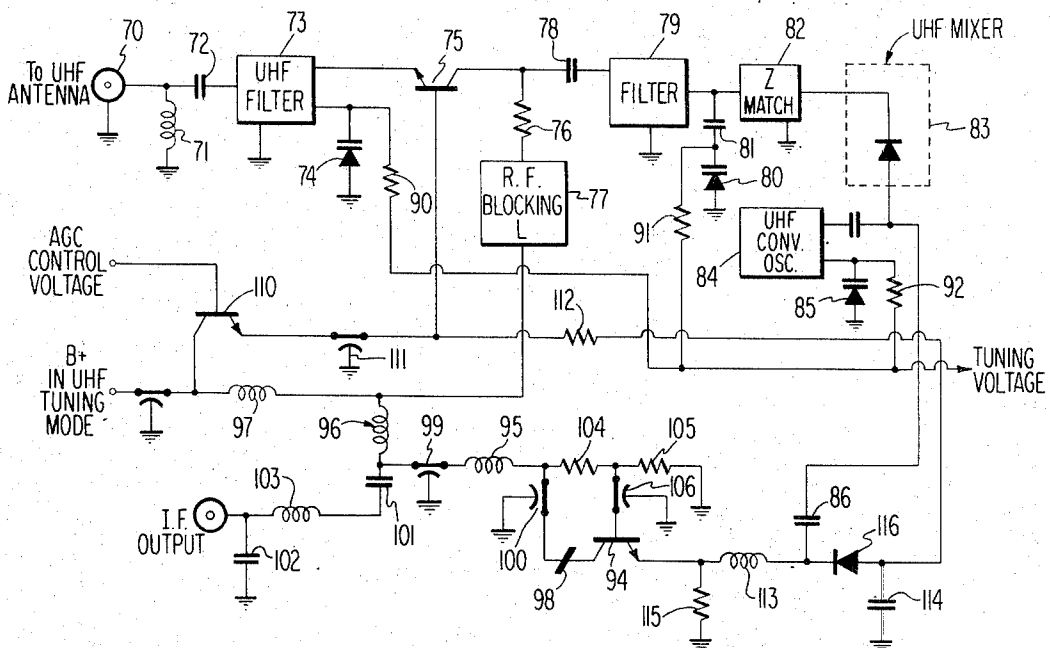 70
72
73
75
78
79
82
UHF MIXER
To UHF
ANTENNA
UHF
FILTER
FILTER
Z
MATCH
71
74
90
76
81
80
83
R. F.
BLOCKING
L
77
91
UHF
CONV.
OSC.
84
85
92
AGC
CONTROL
VOLTAGE
110
111
112
B+
IN UHF
TUNING
MODE
97
TUNING
VOLTAGE
96
99
95
104
105
103
I.F.
OUTPUT
102
101
100
106
98
94
115
113
86
116
114